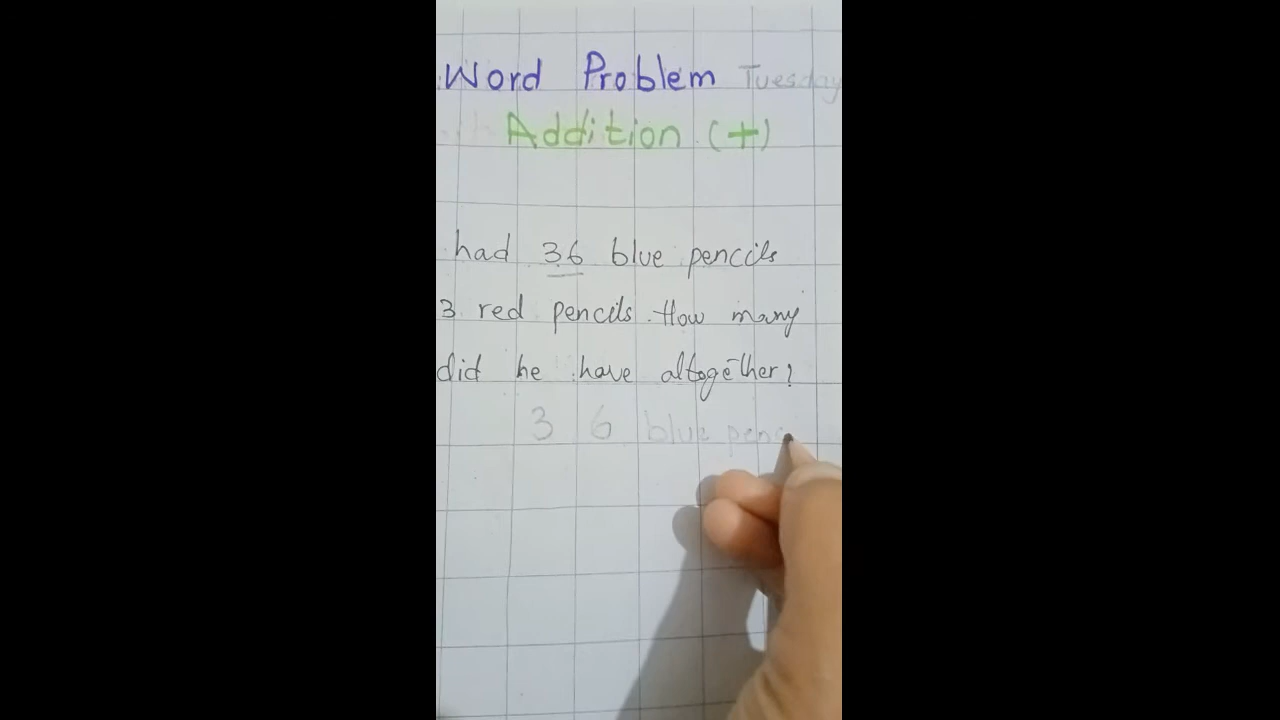 Word Problem Tuesday
Addition (+)
had 36 blue pencils
3 red pencils. How many
did he have altogether?
3 6 blue penc